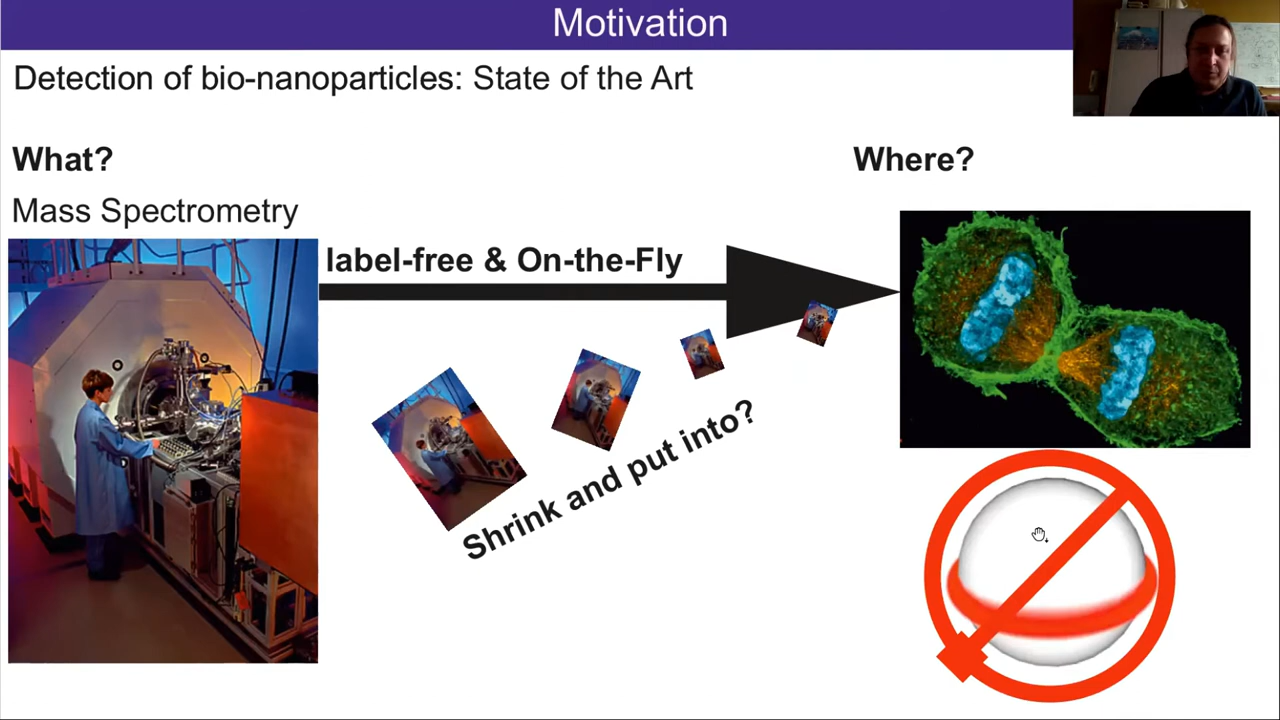 Motivation
Detection of bio-nanoparticles: State of the Art
What?
Where?
Mass Spectrometry
label-free & On-the-Fly
Shrink and put into?